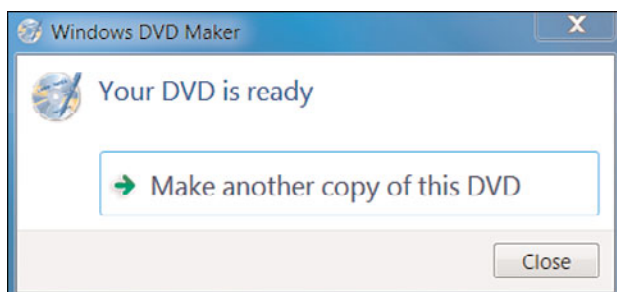 Windows DVD Maker
Your DVD is ready
Make another copy of this DVD
Close